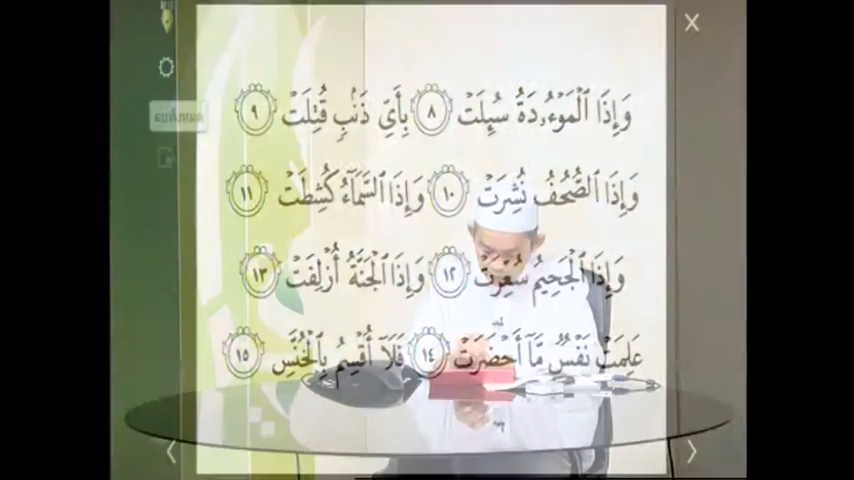 وَإِذَا ٱلْمَوْءُۥدَةُ سُئِلَتْ ٨ بِأَىِّ ذَنۢبٍ قُتِلَتْ ٩
وَإِذَا ٱلصُّحُفُ نُشِرَتْ ١٠ وَإِذَا ٱلسَّمَآءُ كُشِطَتْ ١١
وَإِذَا ٱلْجَحِيمُ سُعِّرَتْ ١٢ وَإِذَا ٱلْجَنَّةُ أُزْلِفَتْ ١٣
عَلِمَتْ نَفْسٌ مَّآ أَحْضَرَتْ ١٤ فَلَآ أُقْسِمُ بِٱلْخُنَّسِ ١٥